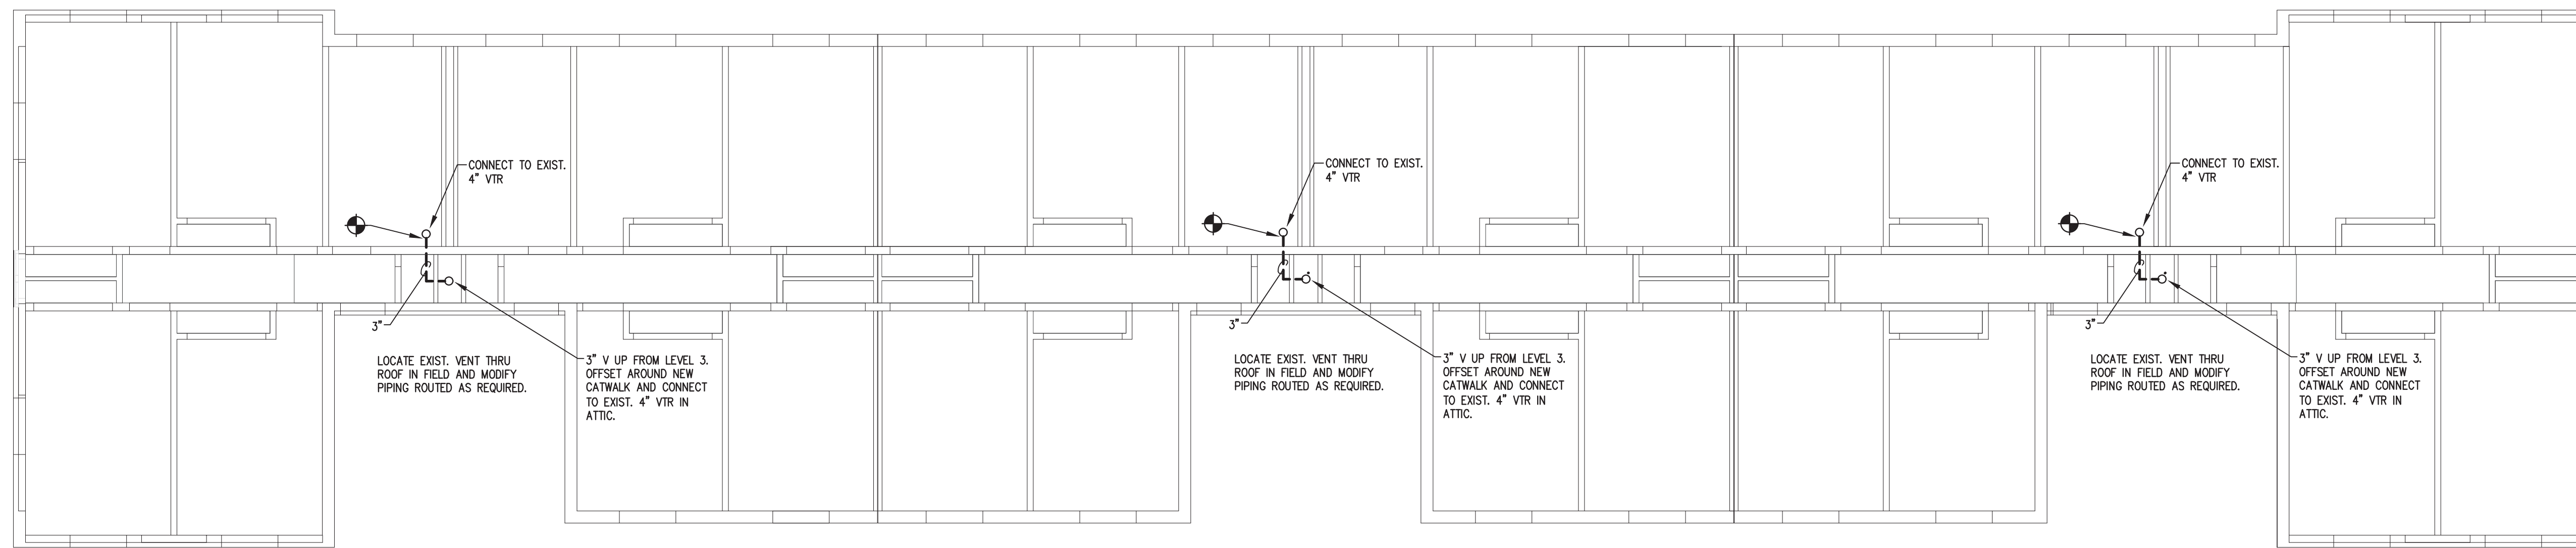 CONNECT TO EXIST.
4" VTR
3"
LOCATE EXIST. VENT THRU
ROOF IN FIELD AND MODIFY
PIPING ROUTED AS REQUIRED.
3" V UP FROM LEVEL 3.
OFFSET AROUND NEW
CATWALK AND CONNECT
TO EXIST. 4" VTR IN
ATTIC.
CONNECT TO EXIST.
4" VTR
3"
LOCATE EXIST. VENT THRU
ROOF IN FIELD AND MODIFY
PIPING ROUTED AS REQUIRED.
3" V UP FROM LEVEL 3.
OFFSET AROUND NEW
CATWALK AND CONNECT
TO EXIST. 4" VTR IN
ATTIC.
CONNECT TO EXIST.
4" VTR
3"
LOCATE EXIST. VENT THRU
ROOF IN FIELD AND MODIFY
PIPING ROUTED AS REQUIRED.
3" V UP FROM LEVEL 3.
OFFSET AROUND NEW
CATWALK AND CONNECT
TO EXIST. 4" VTR IN
ATTIC.